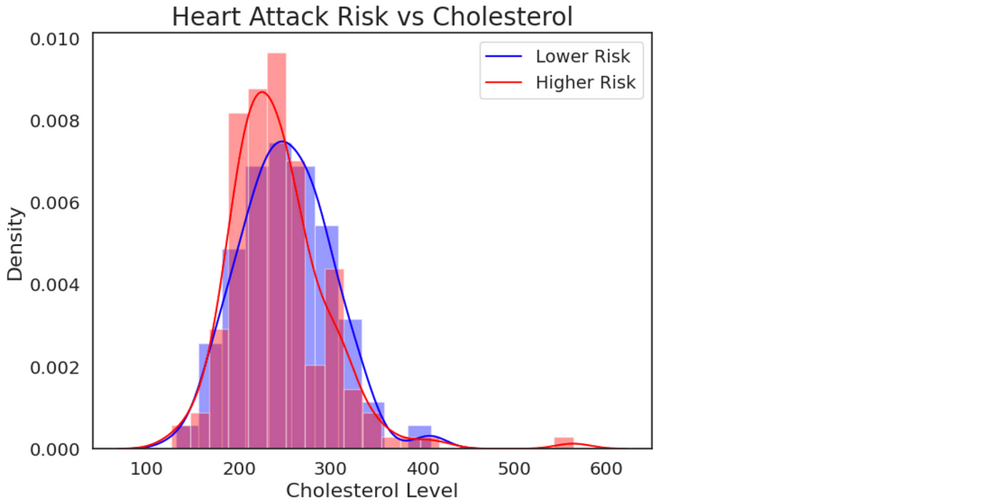 Heart Attack Risk vs Cholesterol
Lower Risk
Higher Risk
Density
0.010
0.008
0.006
0.004
0.002
0.000
100 200 300 400 500 600
Cholesterol Level